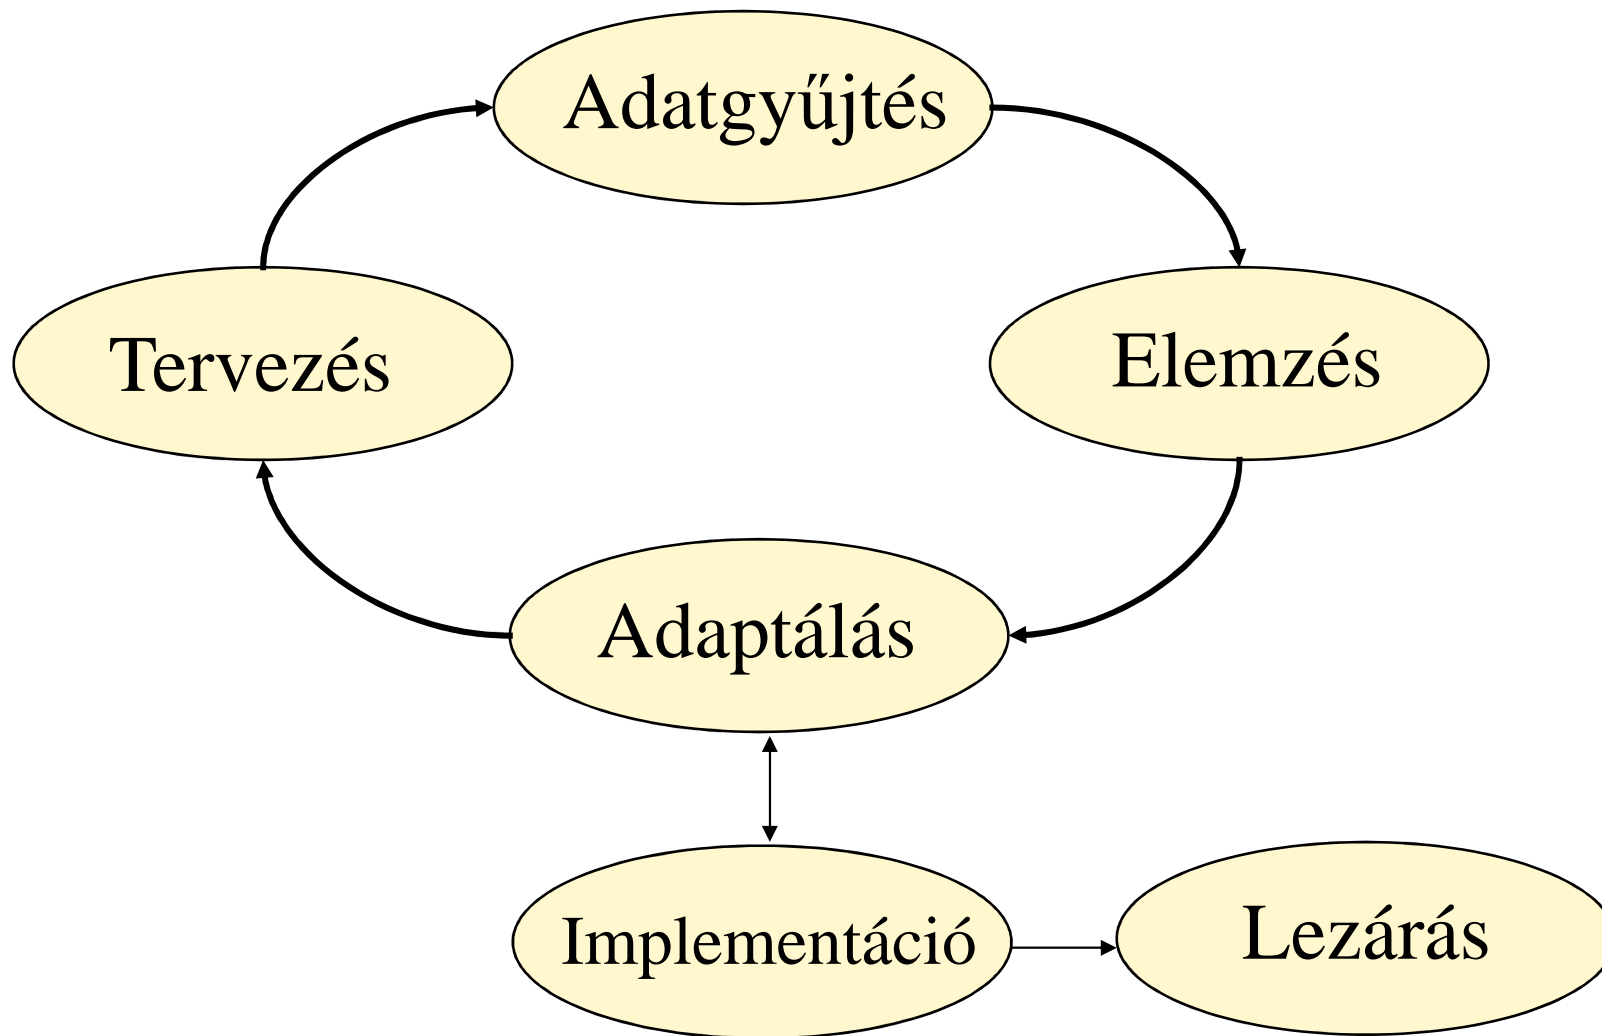 Adatgyűjtés
Tervezés
Elemzés
Adaptálás
Implementáció
Lezárás